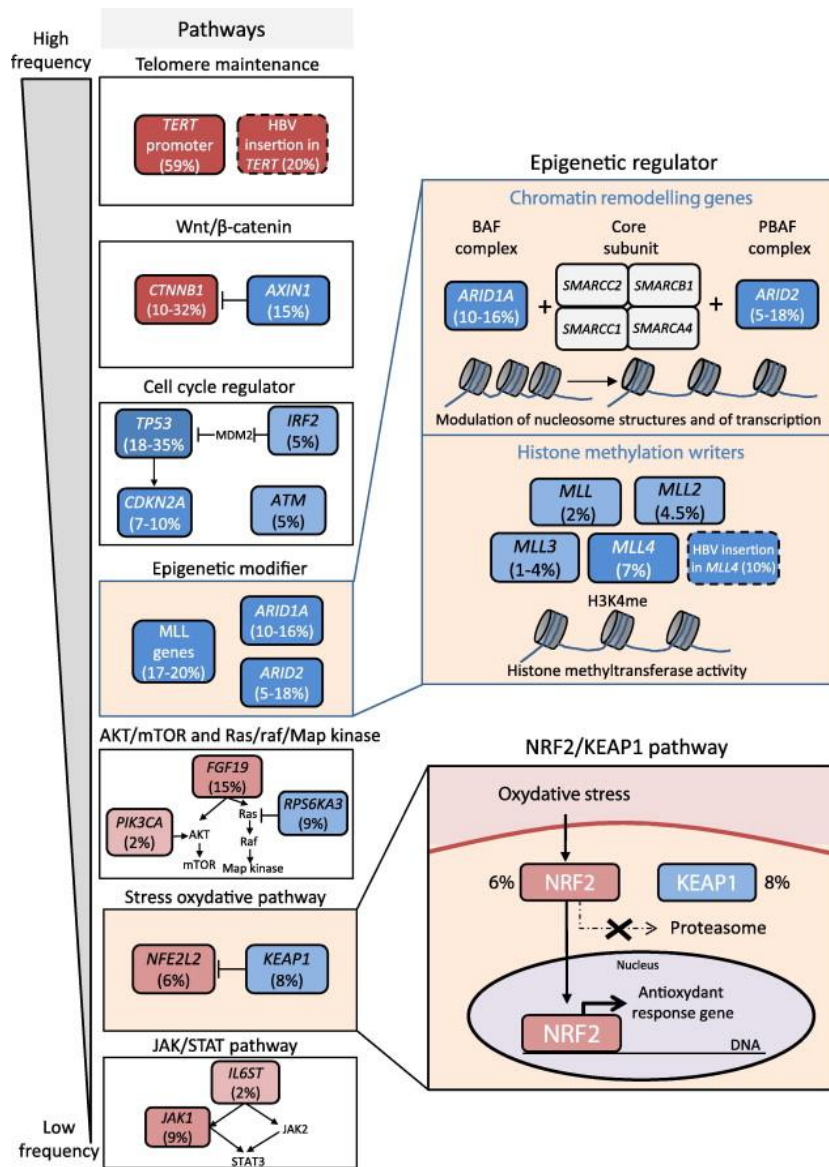 Pathways
High
frequency
Telomere maintenance
TERT
promoter
(59%)
HBV
insertion in
TERT (20%)
Wnt/β-catenin
CTNNB1
(10-32%)
AXIN1
(15%)
Cell cycle regulator
TP53
(18-35%
MDM2
IRF2
(5%)
CDKN2A
(7-10%
ATM
(5%)
Epigenetic modifier
MLL
genes
(17-20%)
ARID1A
(10-16%)
ARID2
(5-18%)
AKT/mTOR and Ras/raf/Map kinase
FGF19
(15%)
PIK3CA
(2%)
AKT
mTOR
Ras
Raf
Map kinase
RPS6KA3
(9%)
Stress oxydative pathway
NFE2L2
(6%)
KEAP1
(8%)
JAK/STAT pathway
IL6ST
(2%)
JAK1
(9%)
JAK2
STAT3
Low
frequency
Epigenetic regulator
Chromatin remodelling genes
BAF
complex
Core
subunit
PBAF
complex
ARID1A
(10-16%)
+
SMARCC2
SMARCB1
SMARCC1
SMARCA4
+
ARID2
(5-18%)
Modulation of nucleosome structures and of transcription
Histone methylation writers
MLL
(2%)
MLL2
(4.5%)
MLL3
(1-4%)
MLL4
(7%)
HBV insertion
in MLL4 (10%)
H3K4me
Histone methyltransferase activity
NRF2/KEAP1 pathway
Oxydative stress
6%
NRF2
KEAP1
8%
Proteasome
Nucleus
Antioxydant
response gene
NRF2
DNA